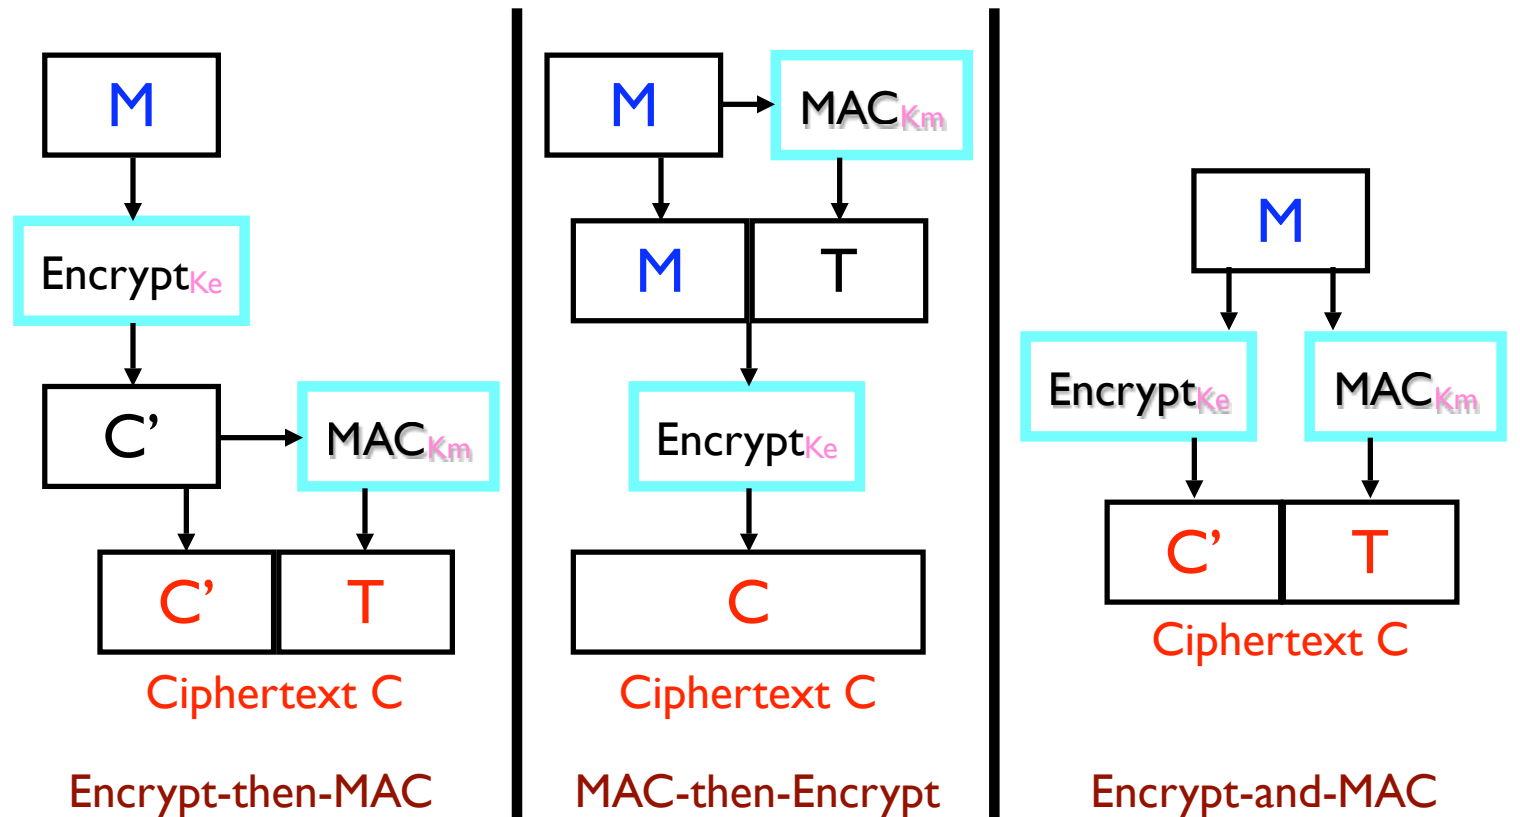 M
Encrypt Ke
C’
MAC Km
C’ T
Ciphertext C
Encrypt-then-MAC
M
MAC Km
M T
Encrypt Ke
C
Ciphertext C
MAC-then-Encrypt
M
Encrypt Ke
MAC Km
C’ T
Ciphertext C
Encrypt-and-MAC